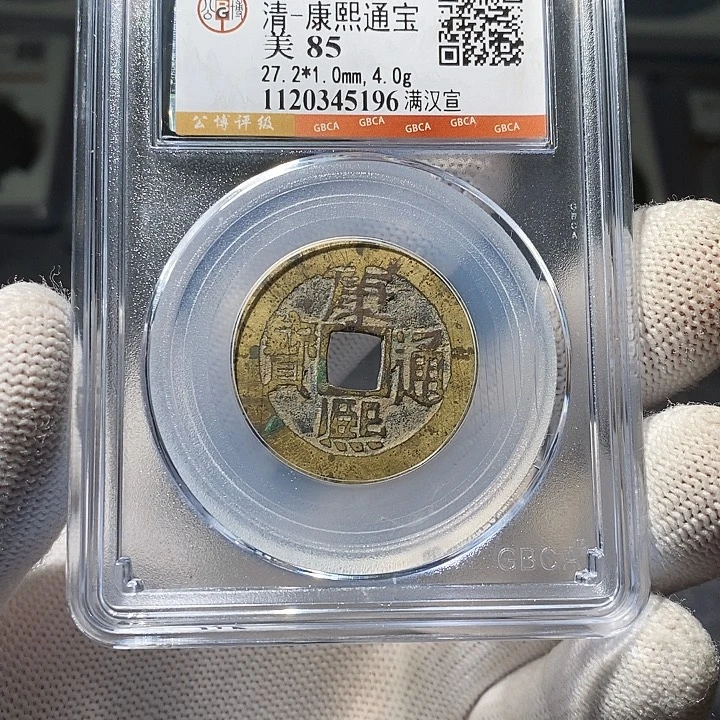 清-康熙通宝
美 85
27.2*1.0mm, 4.0g
1120345196 满汉宣
公博评级 GBCA GBCA GBCA GBCA GBCA
GBCA
康熙通寶
GBCA